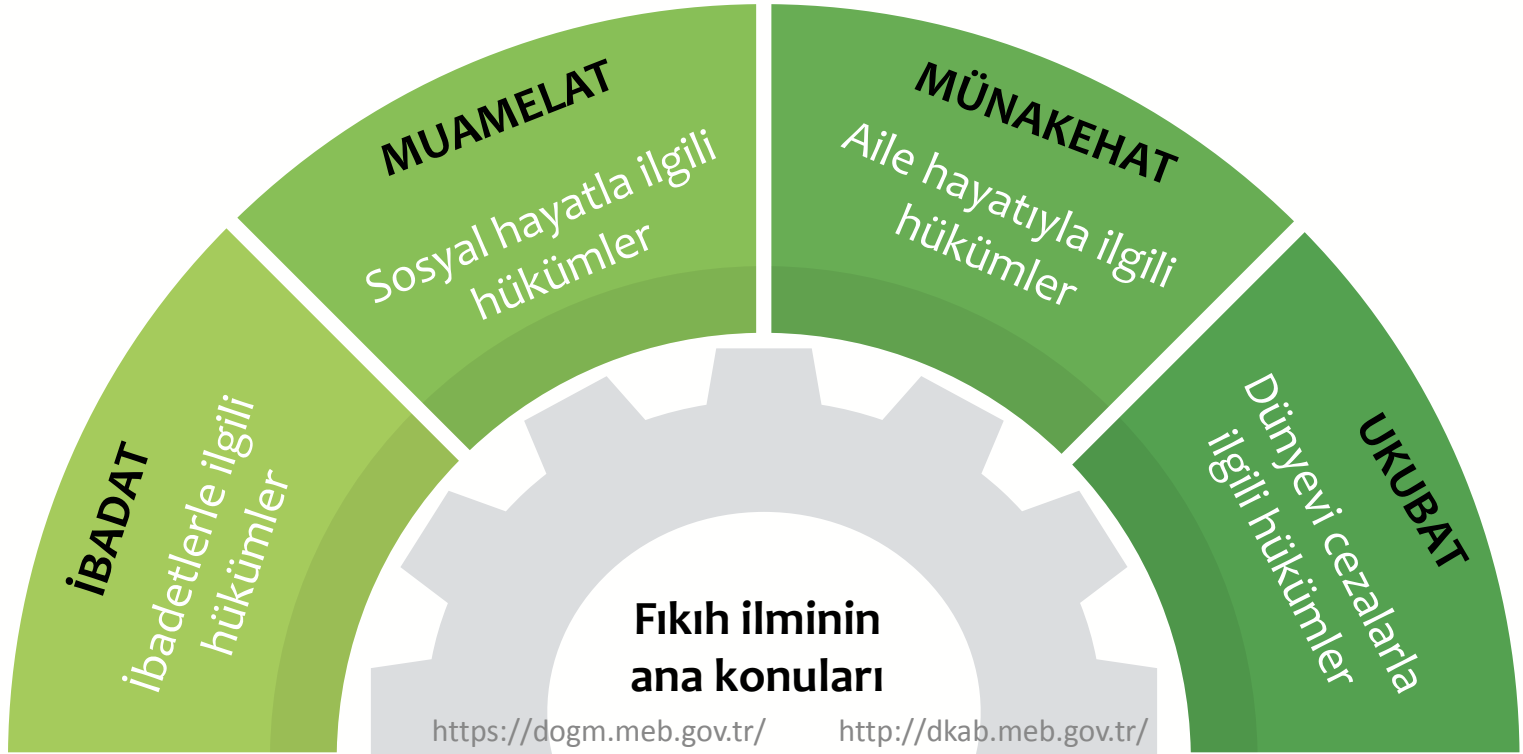 İBADAT
İbadetlerle ilgili
hükümler
MUAMELAT
Sosyal hayatla ilgili
hükümler
MÜNAKEHAT
Aile hayatıyla ilgili
hükümler
UKUBAT
Dünyevi cezalarla
ilgili hükümler
Fıkıh ilminin
ana konuları
https://dogm.meb.gov.tr/ http://dkab.meb.gov.tr/